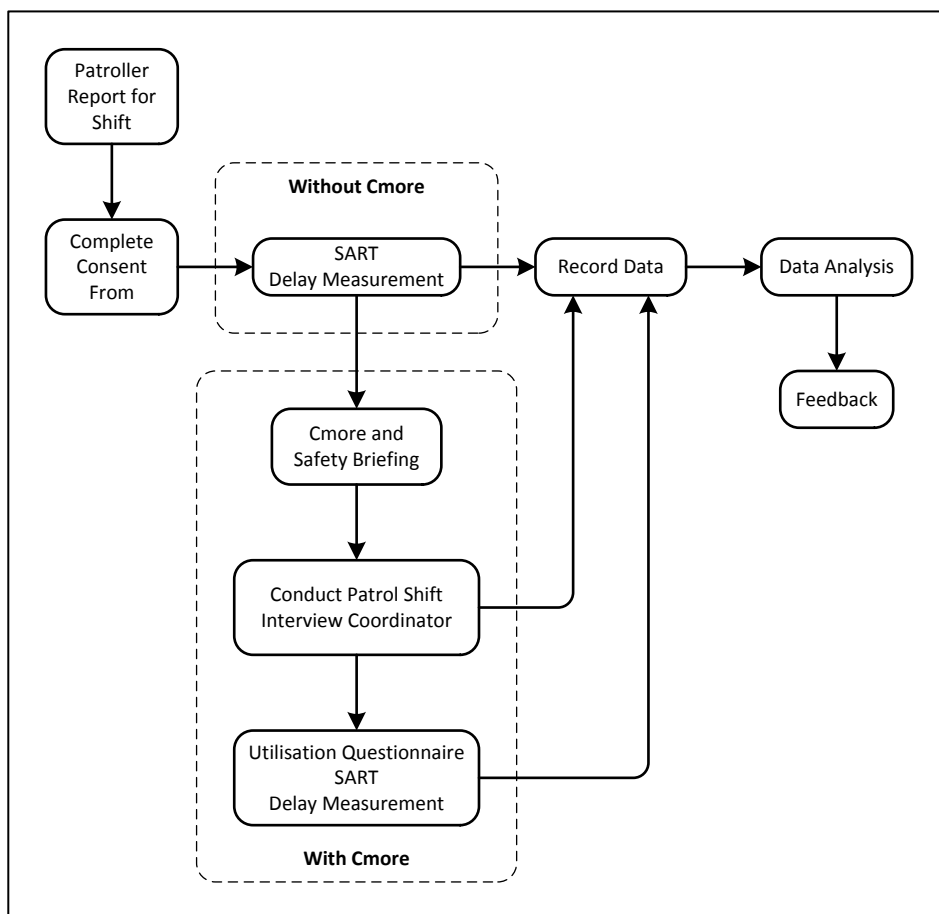 Patroller
Report for
Shift
Complete
Consent
From
Without Cmore
SART
Delay Measurement
Record Data
Data Analysis
Feedback
Cmore and
Safety Briefing
Conduct Patrol Shift
Interview Coordinator
Utilisation Questionnaire
SART
Delay Measurement
With Cmore